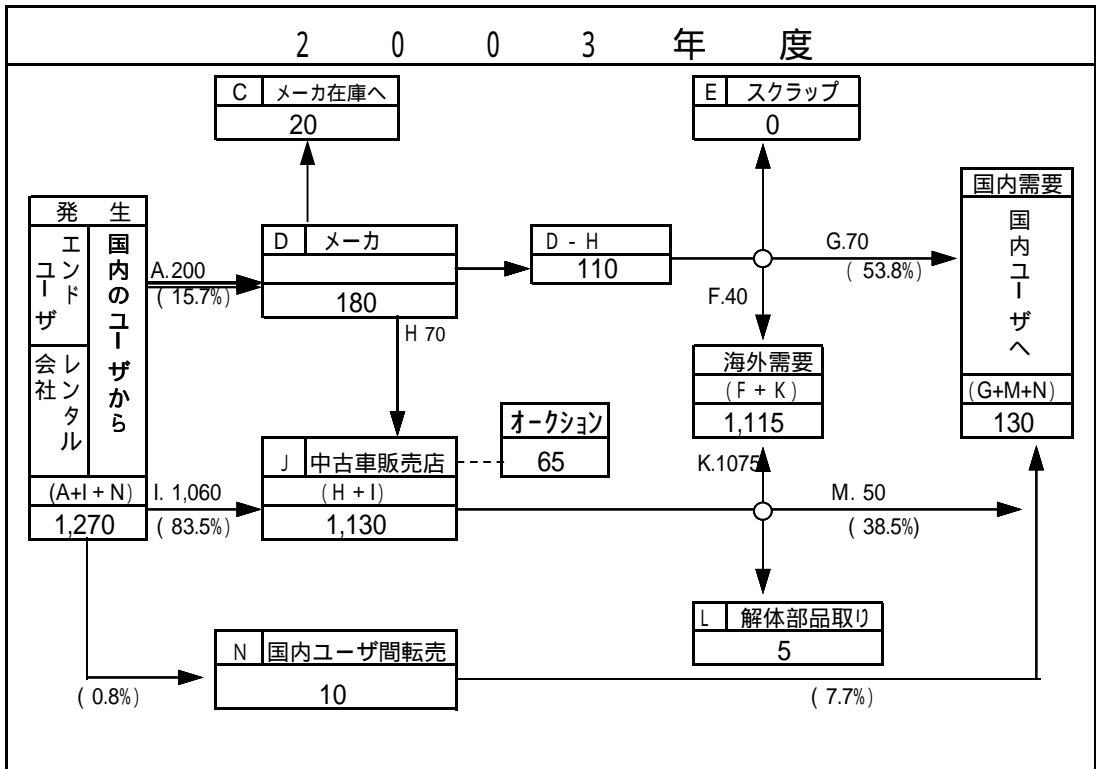 2003年度
C メーカ在庫へ
20
E スクラップ
0
国内需要
国内ユーザへ
(G+M+N)
130
発 生
エンドユーザ
国内のユーザから
レンタル会社
(A+I+N)
1,270
A.200
( 15.7%)
D メーカ
180
D - H
110
G.70
( 53.8%)
F.40
H 70
海外需要
(F+K)
1,115
オークション
65
J 中古車販売店
(H+I)
1,130
I. 1,060
( 83.5%)
K.1075
M. 50
( 38.5%)
L 解体部品取り
5
N 国内ユーザ間転売
10
( 0.8%)
( 7.7%)